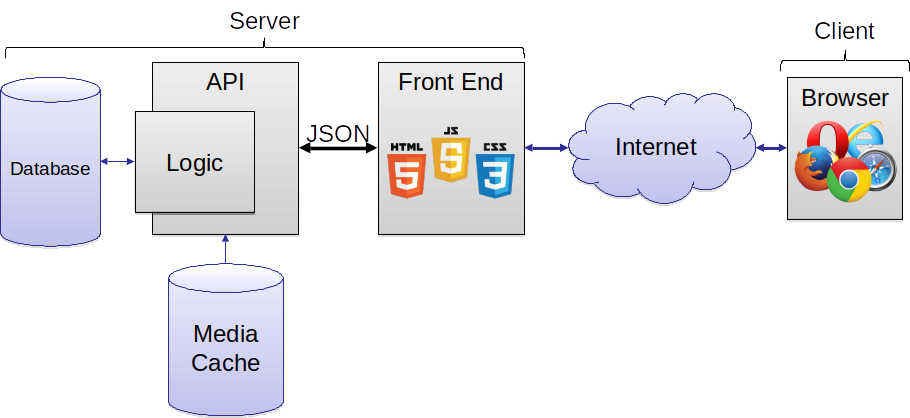 Server
Client
API
Front End
Browser
JSON
HTML
JS
CSS
5
5
3
Database
Logic
Internet
Media
Cache